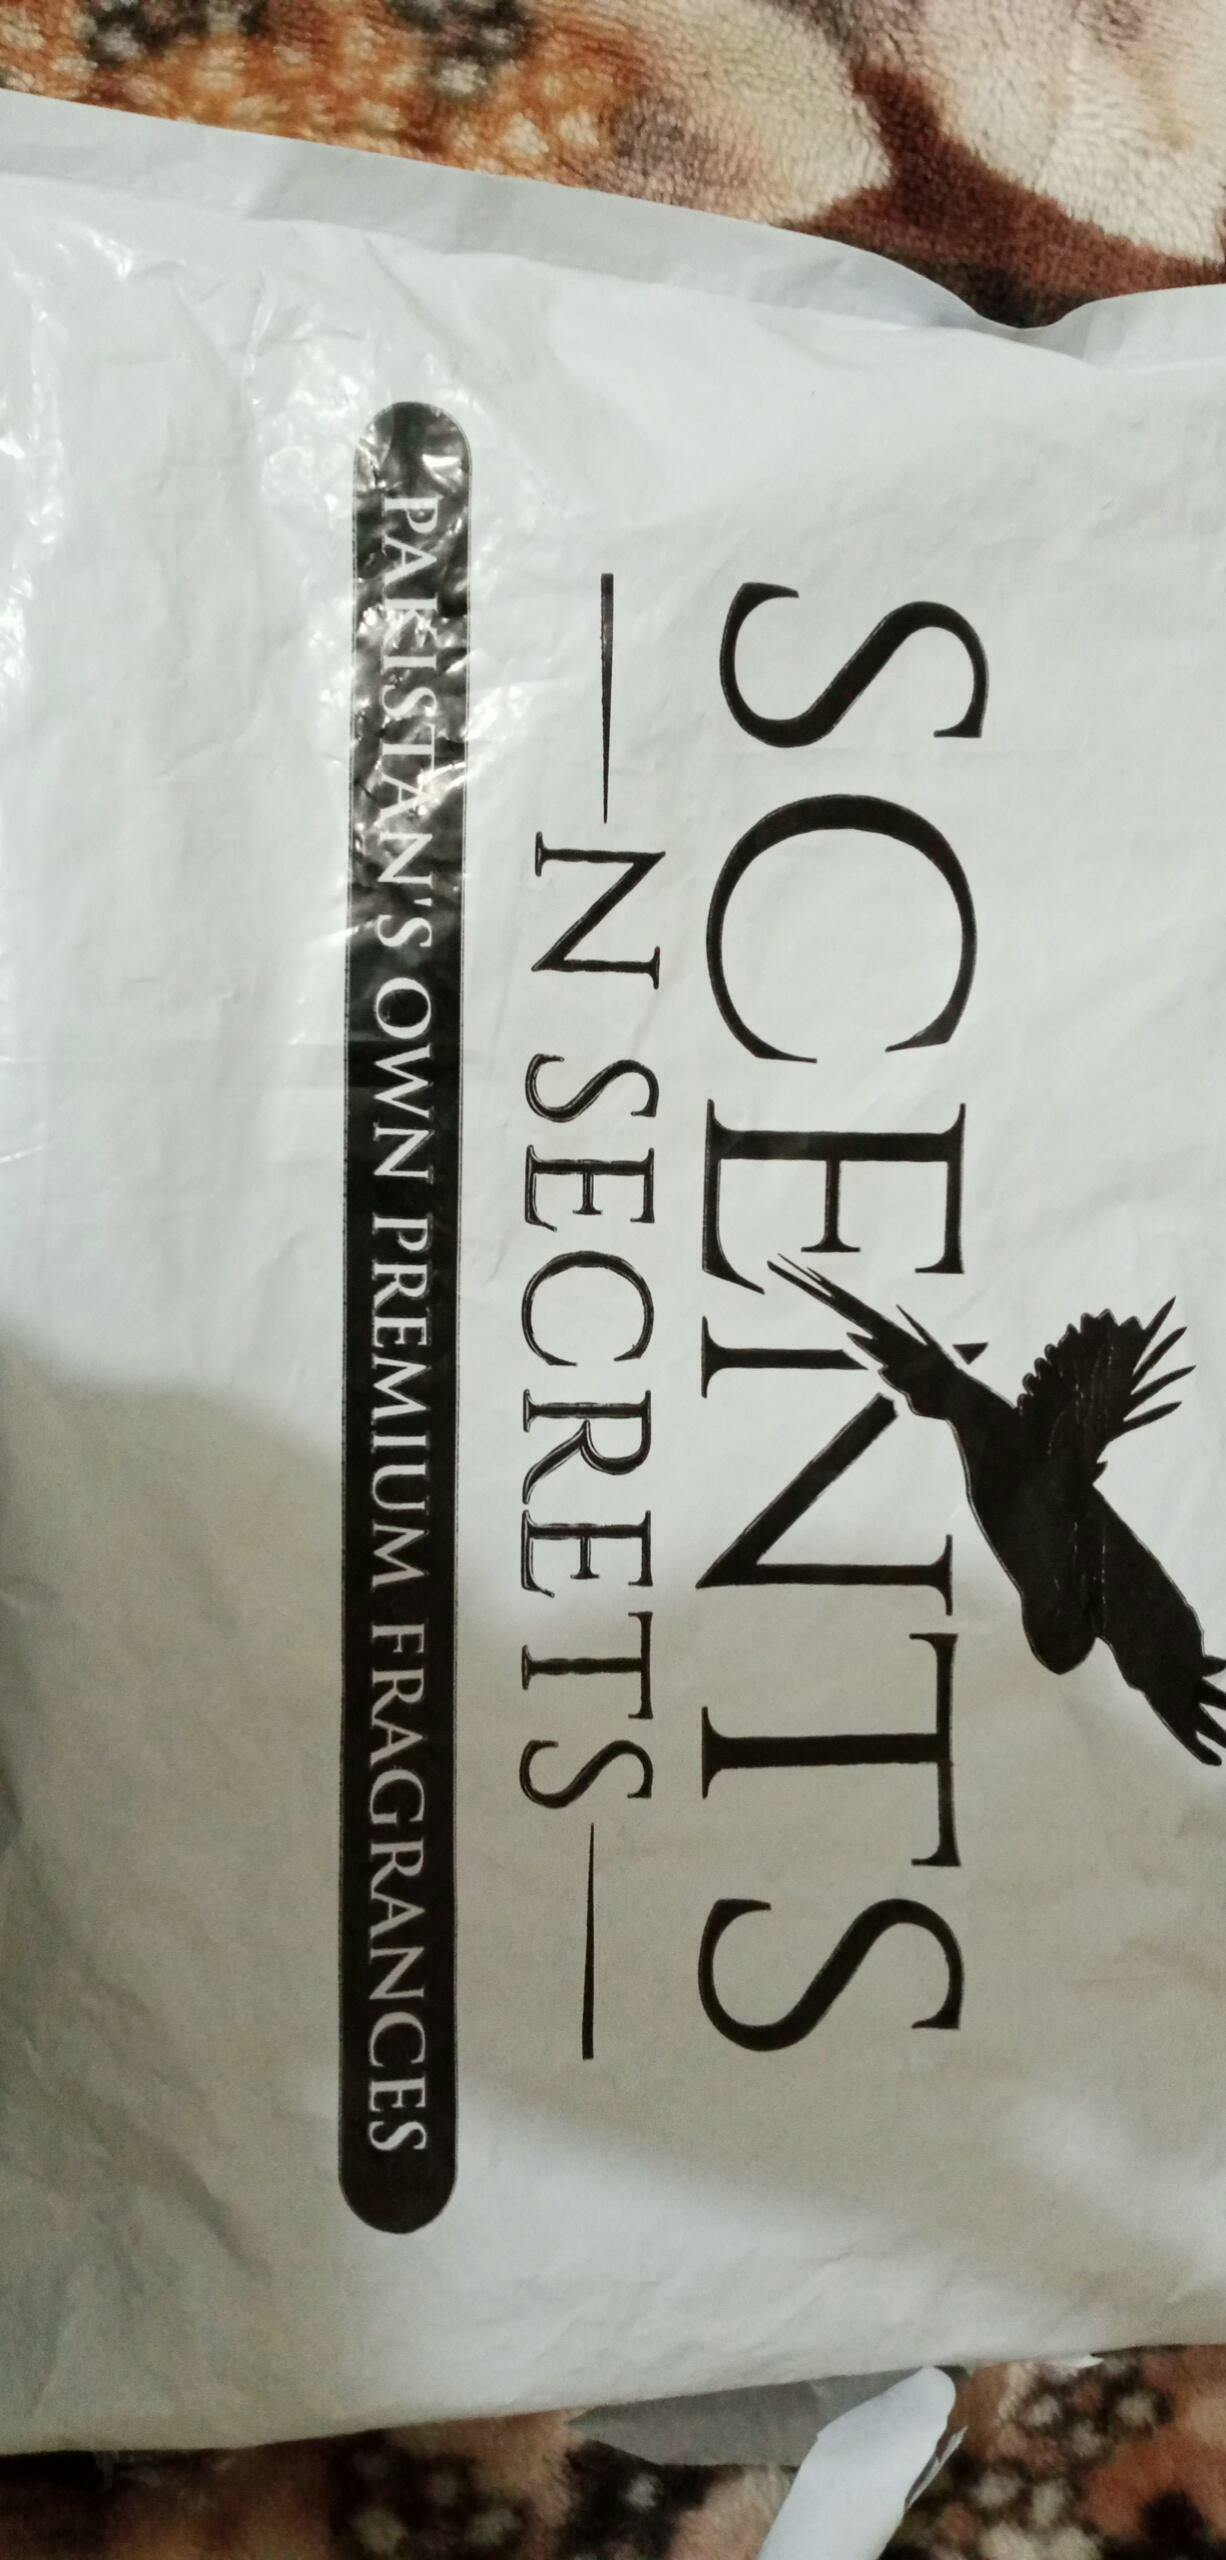 SCENTS
N SECRETS
PAKISTAN'S OWN PREMIUM FRAGRANCES